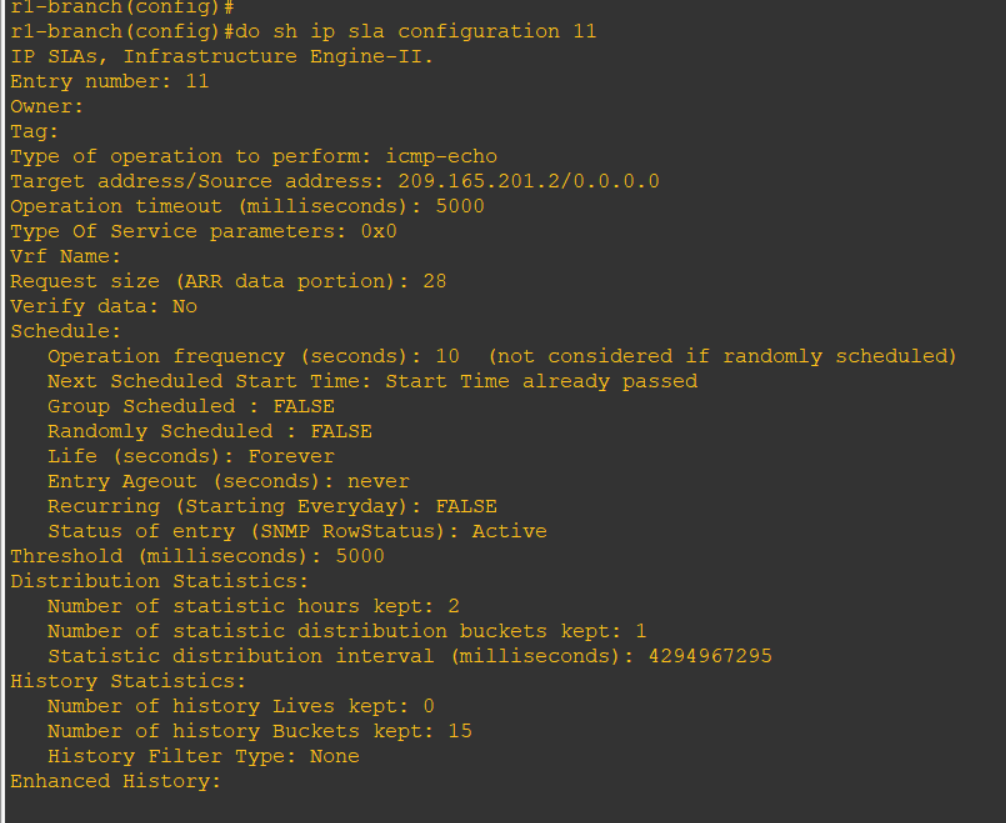 r1-branch(config)#
r1-branch(config)#do sh ip sla configuration 11
IP SLAs, Infrastructure Engine-II.
Entry number: 11
Owner:
Tag:
Type of operation to perform: icmp-echo
Target address/Source address: 209.165.201.2/0.0.0.0
Operation timeout (milliseconds): 5000
Type Of Service parameters: 0x0
Vrf Name:
Request size (ARR data portion): 28
Verify data: No
Schedule:
   Operation frequency (seconds): 10  (not considered if randomly scheduled)
   Next Scheduled Start Time: Start Time already passed
   Group Scheduled : FALSE
   Randomly Scheduled : FALSE
   Life (seconds): Forever
   Entry Ageout (seconds): never
   Recurring (Starting Everyday): FALSE
   Status of entry (SNMP RowStatus): Active
Threshold (milliseconds): 5000
Distribution Statistics:
   Number of statistic hours kept: 2
   Number of statistic distribution buckets kept: 1
   Statistic distribution interval (milliseconds): 4294967295
History Statistics:
   Number of history Lives kept: 0
   Number of history Buckets kept: 15
   History Filter Type: None
Enhanced History: